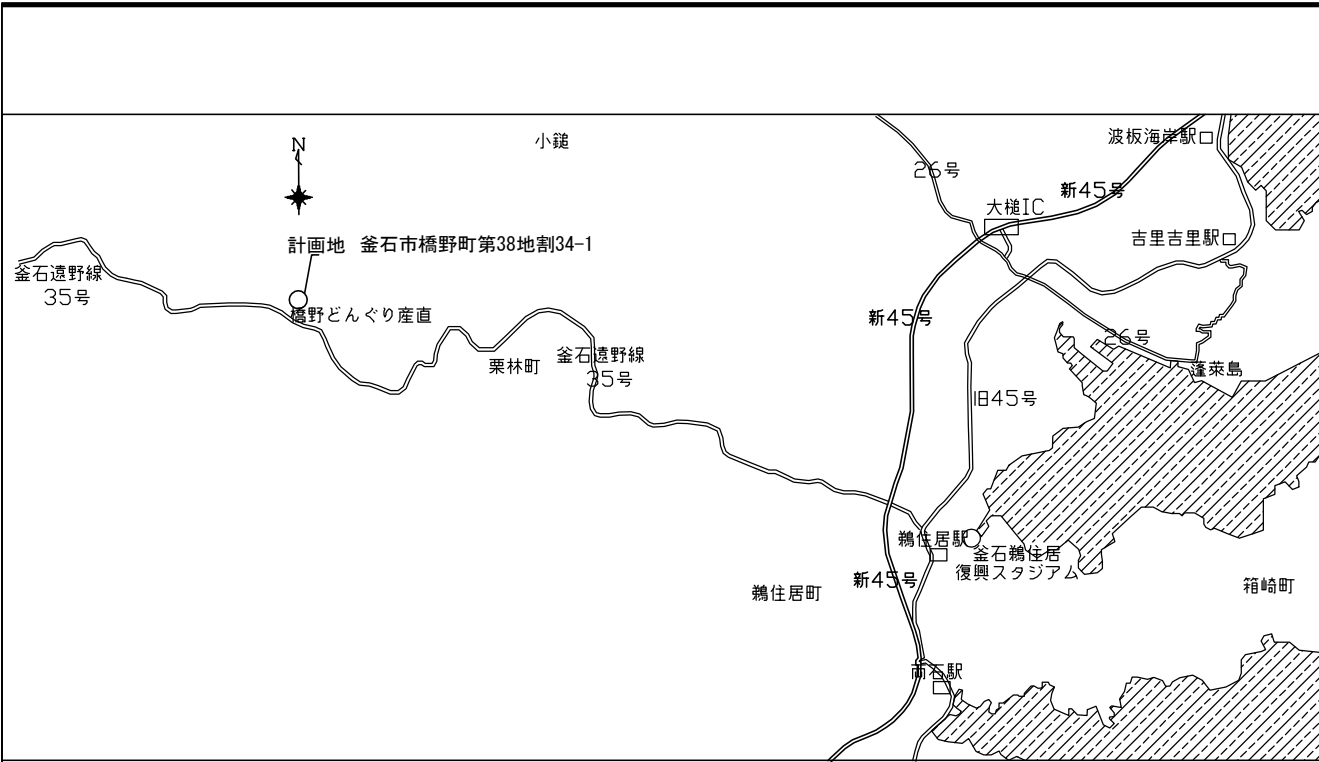 波板海岸駅
小鎚
N
26号
新45号
大槌IC
計画地 釜石市橋野町第38地割34-1
吉里吉里駅
釜石遠野線
35号
橋野どんぐり産直
新45号
26号
釜石遠野線
35号
栗林町
蓬莱島
旧45号
鵜住居駅
釜石鵜住居
復興スタジアム
新45号
鵜住居町
箱崎町
両石駅